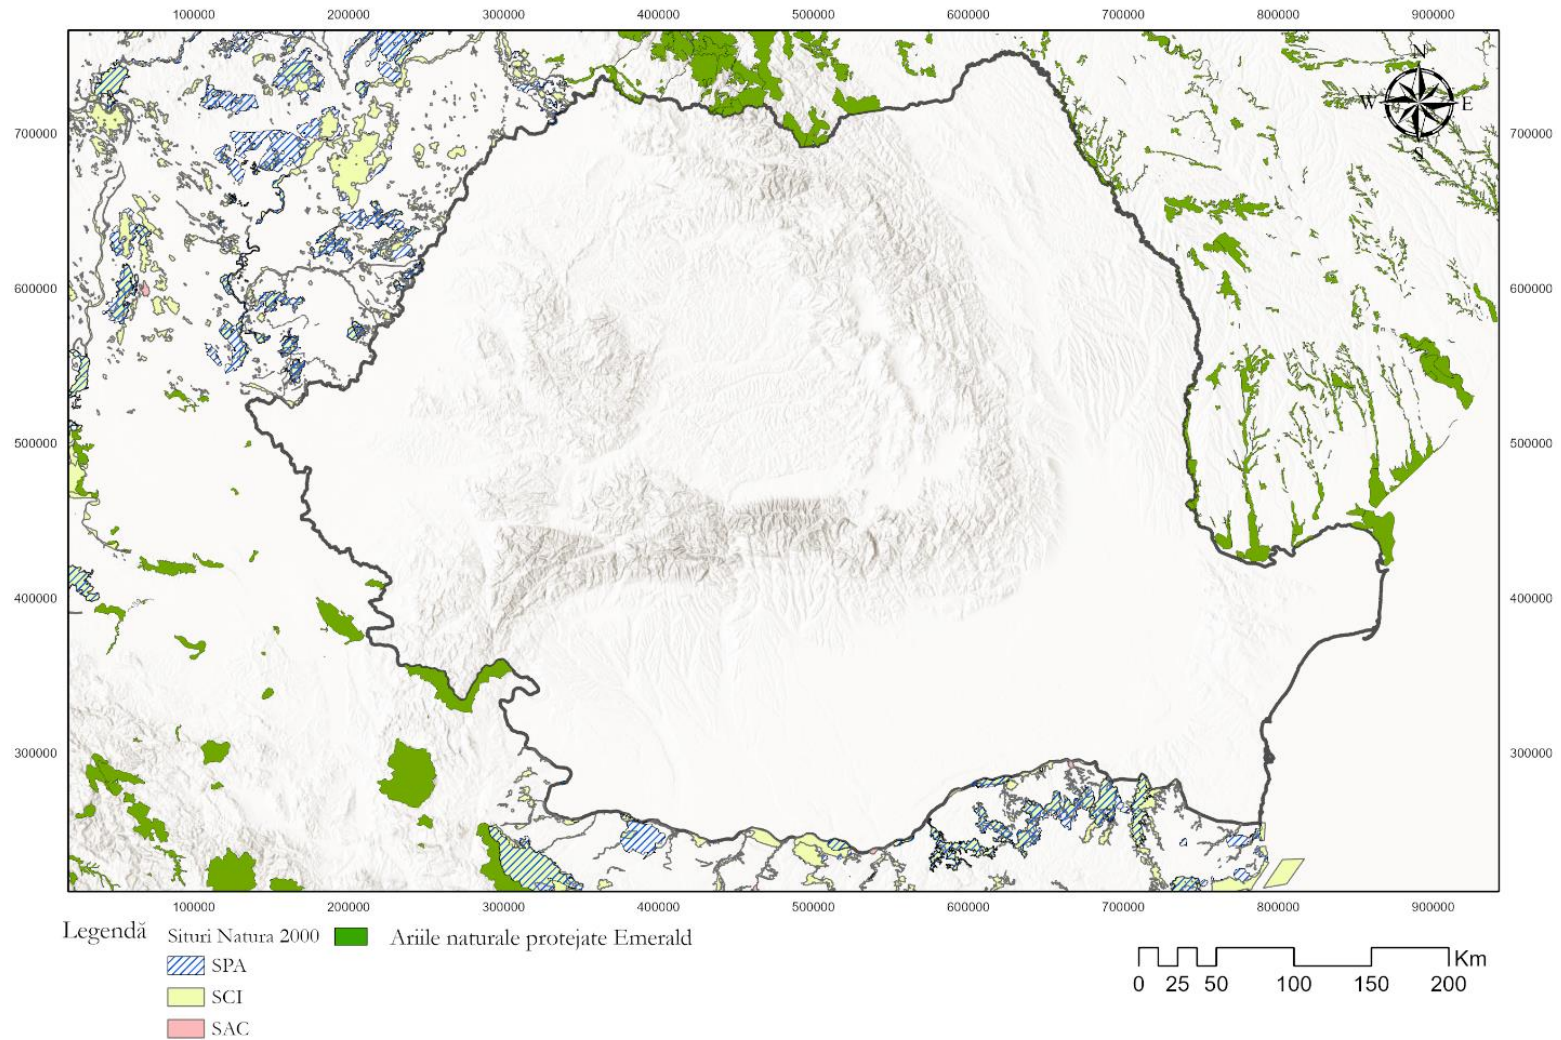 100000 200000 300000 400000 500000 600000 700000 800000 900000
N
W E
S
700000 700000
600000 600000
500000 500000
400000 400000
300000 300000
100000 200000 300000 400000 500000 600000 700000 800000 900000
Legendă Situri Natura 2000 Ariile naturale protejate Emerald
SPA
SCI
SAC
Km
0 25 50 100 150 200